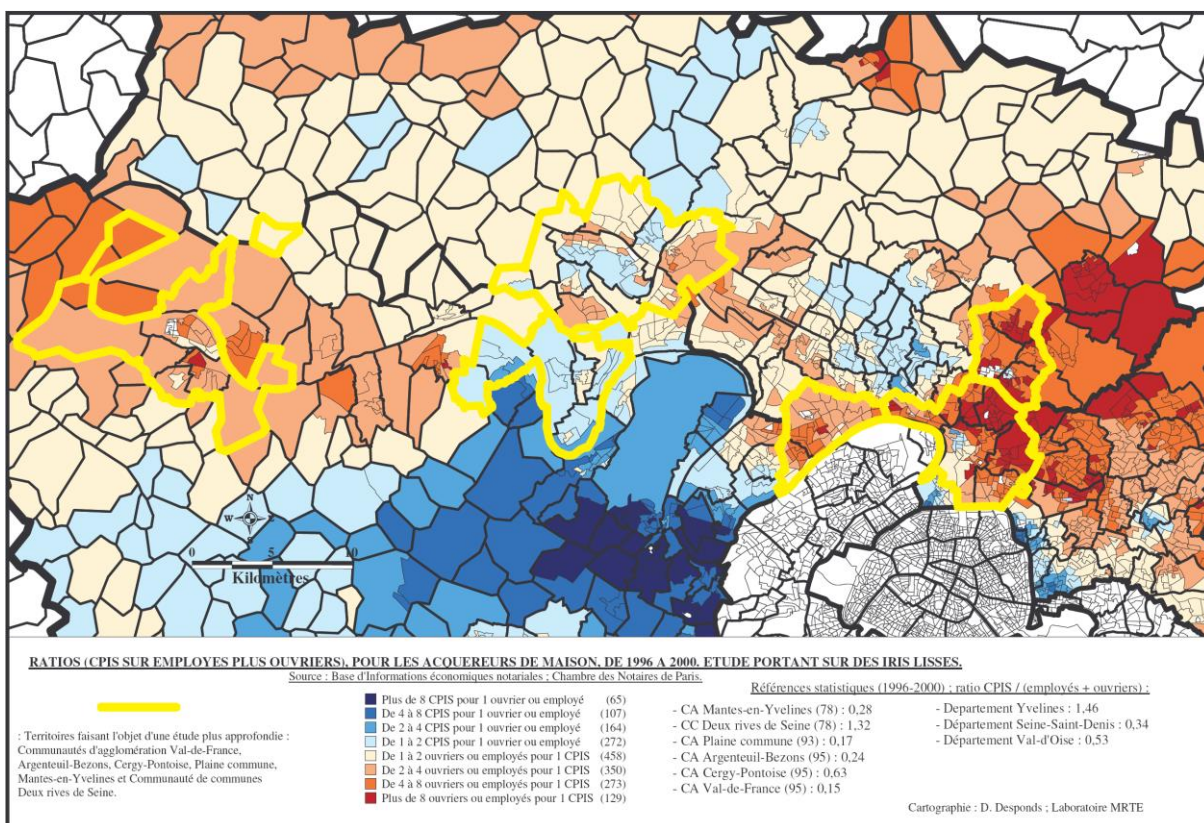 N
W
E
S
0 5 10
Kilomètres
RATIOS (CPIS SUR EMPLOYES PLUS OUVRIERS), POUR LES ACQUEREURS DE MAISON, DE 1996 A 2000. ETUDE PORTANT SUR DES IRIS LISSES.
Source : Base d'Informations économiques notariales ; Chambre des Notaires de Paris.
: Territoires faisant l'objet d'une étude plus approfondie :
Communautés d'agglomération Val-de-France,
Argenteuil-Bezons, Cergy-Pontoise, Plaine commune,
Mantes-en-Yvelines et Communauté de communes
Deux rives de Seine.
Plus de 8 CPIS pour 1 ouvrier ou employé (65)
De 4 à 8 CPIS pour 1 ouvrier ou employé (107)
De 2 à 4 CPIS pour 1 ouvrier ou employé (164)
De 1 à 2 CPIS pour 1 ouvrier ou employé (272)
De 1 à 2 ouvriers ou employés pour 1 CPIS (458)
De 2 à 4 ouvriers ou employés pour 1 CPIS (350)
De 4 à 8 ouvriers ou employés pour 1 CPIS (273)
Plus de 8 ouvriers ou employés pour 1 CPIS (129)
Références statistiques (1996-2000) ; ratio CPIS / (employés + ouvriers) :
- CA Mantes-en-Yvelines (78) : 0,28
- CC Deux rives de Seine (78) : 1,32
- CA Plaine commune (93) : 0,17
- CA Argenteuil-Bezons (95) : 0,24
- CA Cergy-Pontoise (95) : 0,63
- CA Val-de-France (95) : 0,15
- Departement Yvelines : 1,46
- Département Seine-Saint-Denis : 0,34
- Département Val-d'Oise : 0,53
Cartographie : D. Desponds ; Laboratoire MRTE